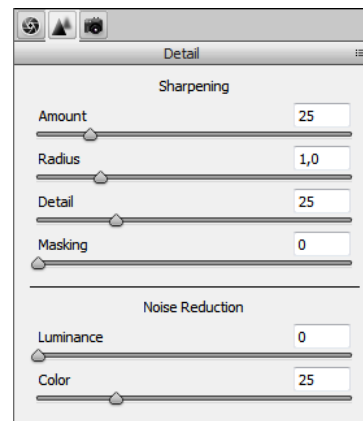 Detail
Sharpening
Amount 25
Radius 1,0
Detail 25
Masking 0
Noise Reduction
Luminance 0
Color 25